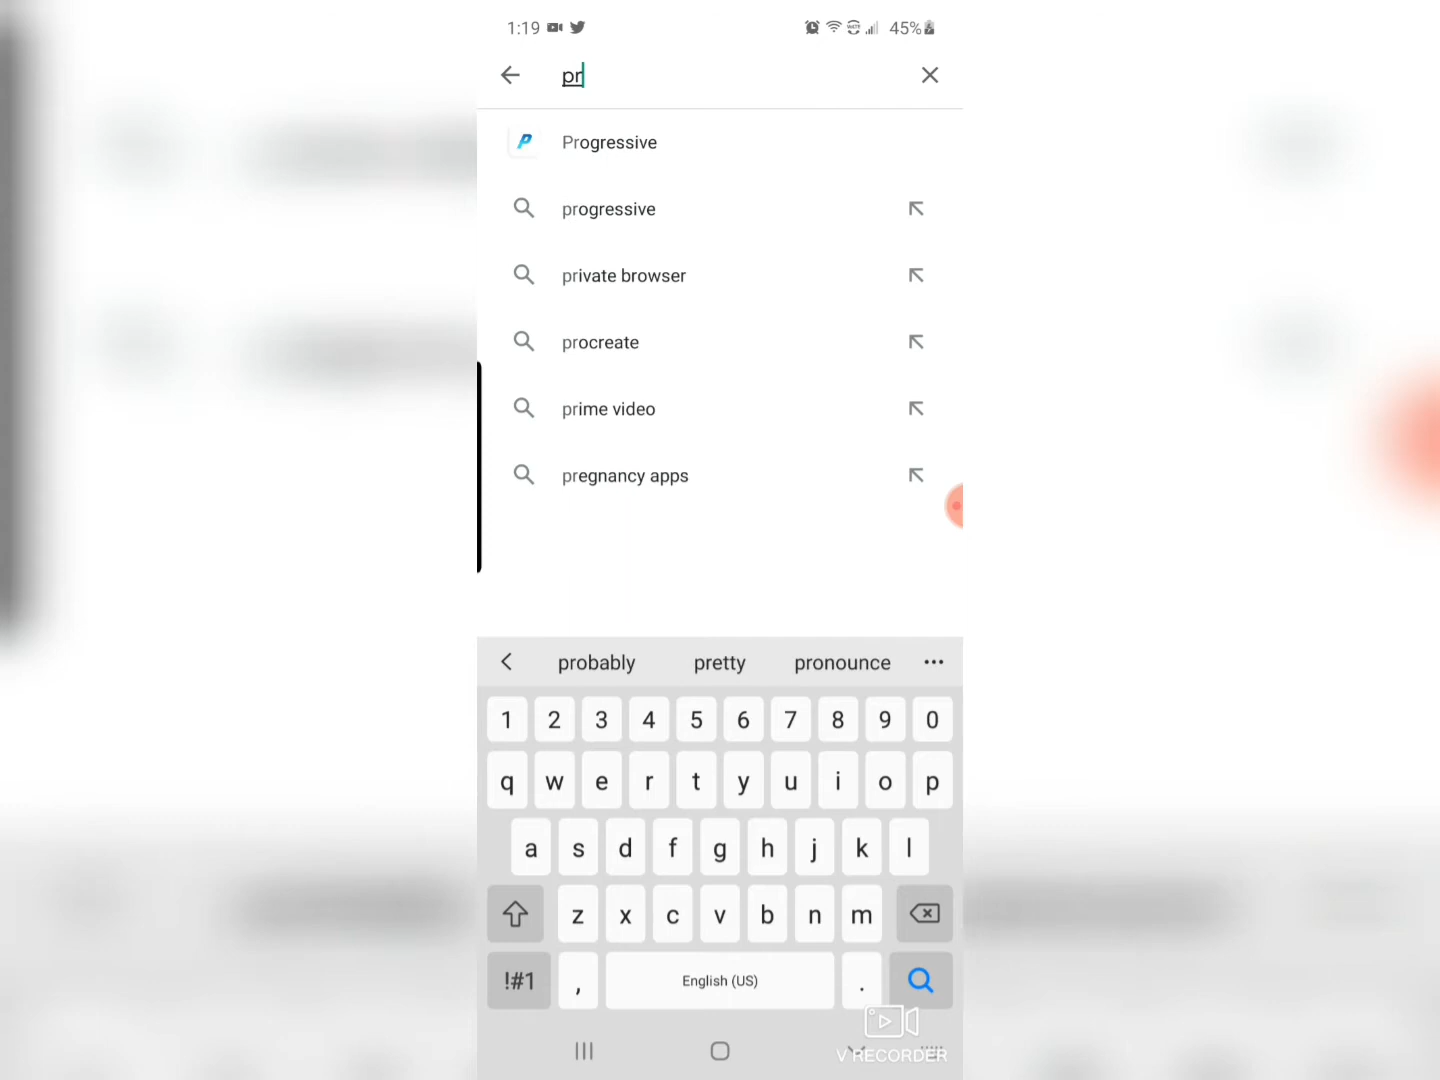 1:19 45%
pr
Progressive
progressive
private browser
procreate
prime video
pregnancy apps
probably pretty pronounce
1 2 3 4 5 6 7 8 9 0
q w e r t y u i o p
a s d f g h j k l
z x c v b n m
!#1 , English (US) .
V RECORDER